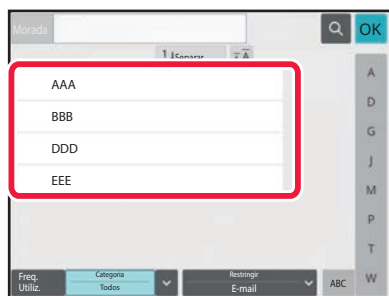 Morada OK
1 Separar A
AAA
BBB
DDD
EEE
A
D
G
J
M
P
T
W
Freq. Utiliz.
Categoria
Todos
Restringir
E-mail
ABC